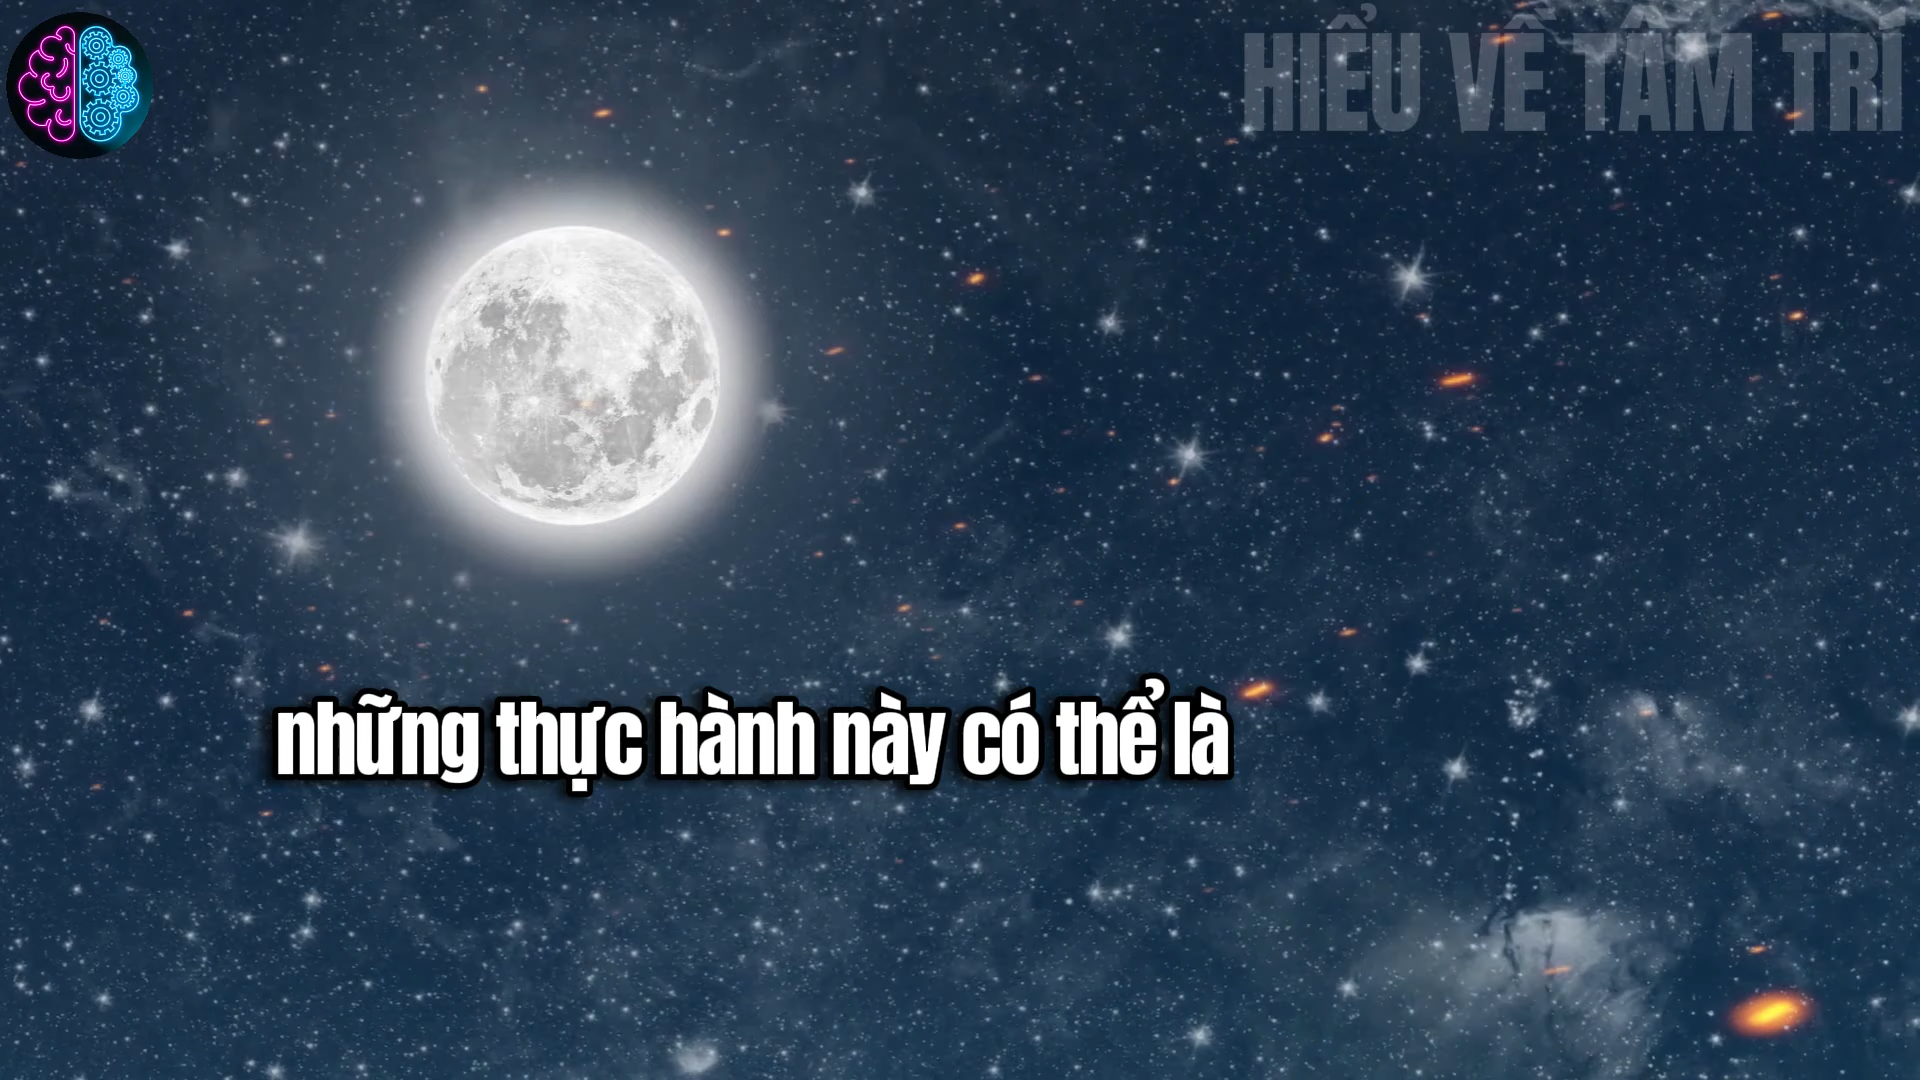 HIỂU VỀ TÂM TRÍ
những thực hành này có thể là